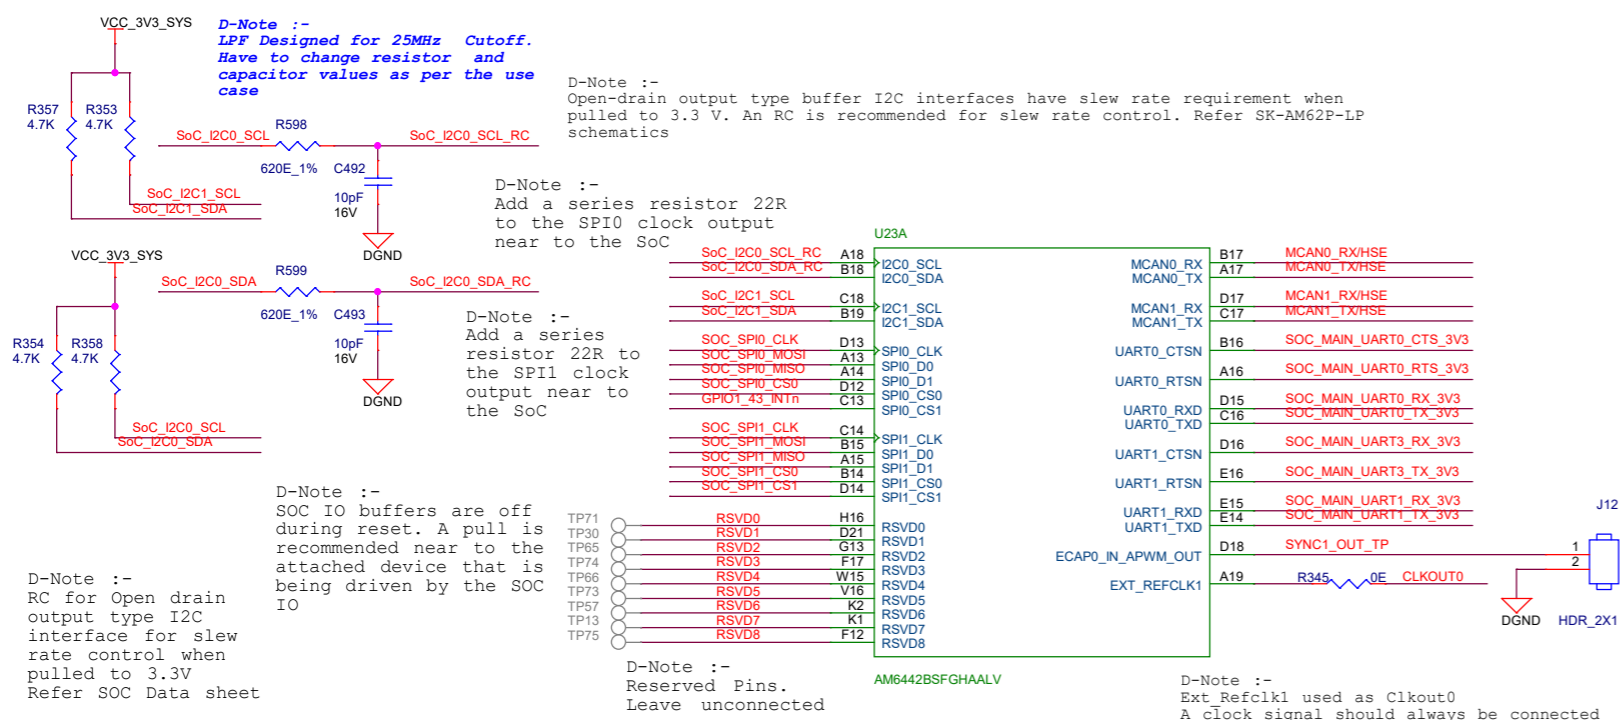 VCC_3V3_SYS
D-Note :-
LPF Designed for 25MHz Cutoff.
Have to change resistor and
capacitor values as per the use
case
R357
4.7K
R353
4.7K
SoC_I2C0_SCL
R598
620E_1%
SoC_I2C0_SCL_RC
C492
10pF
16V
DGND
SoC_I2C1_SCL
SoC_I2C1_SDA
D-Note :-
Open-drain output type buffer I2C interfaces have slew rate requirement when
pulled to 3.3 V. An RC is recommended for slew rate control. Refer SK-AM62P-LP
schematics
D-Note :-
Add a series resistor 22R
to the SPI0 clock output
near to the SoC
VCC_3V3_SYS
R354
4.7K
R358
4.7K
SoC_I2C0_SDA
R599
620E_1%
SoC_I2C0_SDA_RC
C493
10pF
16V
DGND
SoC_I2C0_SCL
SoC_I2C0_SDA
D-Note :-
Add a series
resistor 22R to
the SPI1 clock
output near to
the SoC
D-Note :-
SOC IO buffers are off
during reset. A pull is
recommended near to the
attached device that is
being driven by the SOC
IO
D-Note :-
RC for Open drain
output type I2C
interface for slew
rate control when
pulled to 3.3V
Refer SOC Data sheet
U23A
SoC_I2C0_SCL_RC A18 I2C0_SCL
SoC_I2C0_SDA_RC B18 I2C0_SDA
SoC_I2C1_SCL C18 I2C1_SCL
SoC_I2C1_SDA B19 I2C1_SDA
SOC_SPI0_CLK D13 SPI0_CLK
SOC_SPI0_MOSI A13 SPI0_D0
SOC_SPI0_MISO A14 SPI0_D1
SOC_SPI0_CS0 D12 SPI0_CS0
GPIO1_43_INTn C13 SPI0_CS1
SOC_SPI1_CLK C14 SPI1_CLK
SOC_SPI1_MOSI B15 SPI1_D0
SOC_SPI1_MISO A15 SPI1_D1
SOC_SPI1_CS0 B14 SPI1_CS0
SOC_SPI1_CS1 D14 SPI1_CS1
TP71 RSVD0 H16 RSVD0
TP30 RSVD1 D21 RSVD1
TP65 RSVD2 G13 RSVD2
TP74 RSVD3 F17 RSVD3
TP66 RSVD4 W15 RSVD4
TP73 RSVD5 V16 RSVD5
TP57 RSVD6 K2 RSVD6
TP13 RSVD7 K1 RSVD7
TP75 RSVD8 F12 RSVD8
MCAN0_RX B17 MCAN0_RX/HSE
MCAN0_TX A17 MCAN0_TX/HSE
MCAN1_RX D17 MCAN1_RX/HSE
MCAN1_TX C17 MCAN1_TX/HSE
UART0_CTSN B16 SOC_MAIN_UART0_CTS_3V3
UART0_RTSN A16 SOC_MAIN_UART0_RTS_3V3
UART0_RXD D15 SOC_MAIN_UART0_RX_3V3
UART0_TXD C16 SOC_MAIN_UART0_TX_3V3
UART1_CTSN D16 SOC_MAIN_UART3_RX_3V3
UART1_RTSN E16 SOC_MAIN_UART3_TX_3V3
UART1_RXD E15 SOC_MAIN_UART1_RX_3V3
UART1_TXD E14 SOC_MAIN_UART1_TX_3V3
ECAP0_IN_APWM_OUT D18 SYNC1_OUT_TP
EXT_REFCLK1 A19 R345 0E CLKOUT0
J12
1
2
DGND
HDR_2X1
AM6442BSFGHAALV
D-Note :-
Reserved Pins.
Leave unconnected
D-Note :-
Ext_Refclk1 used as Clkout0
A clock signal should always be connected